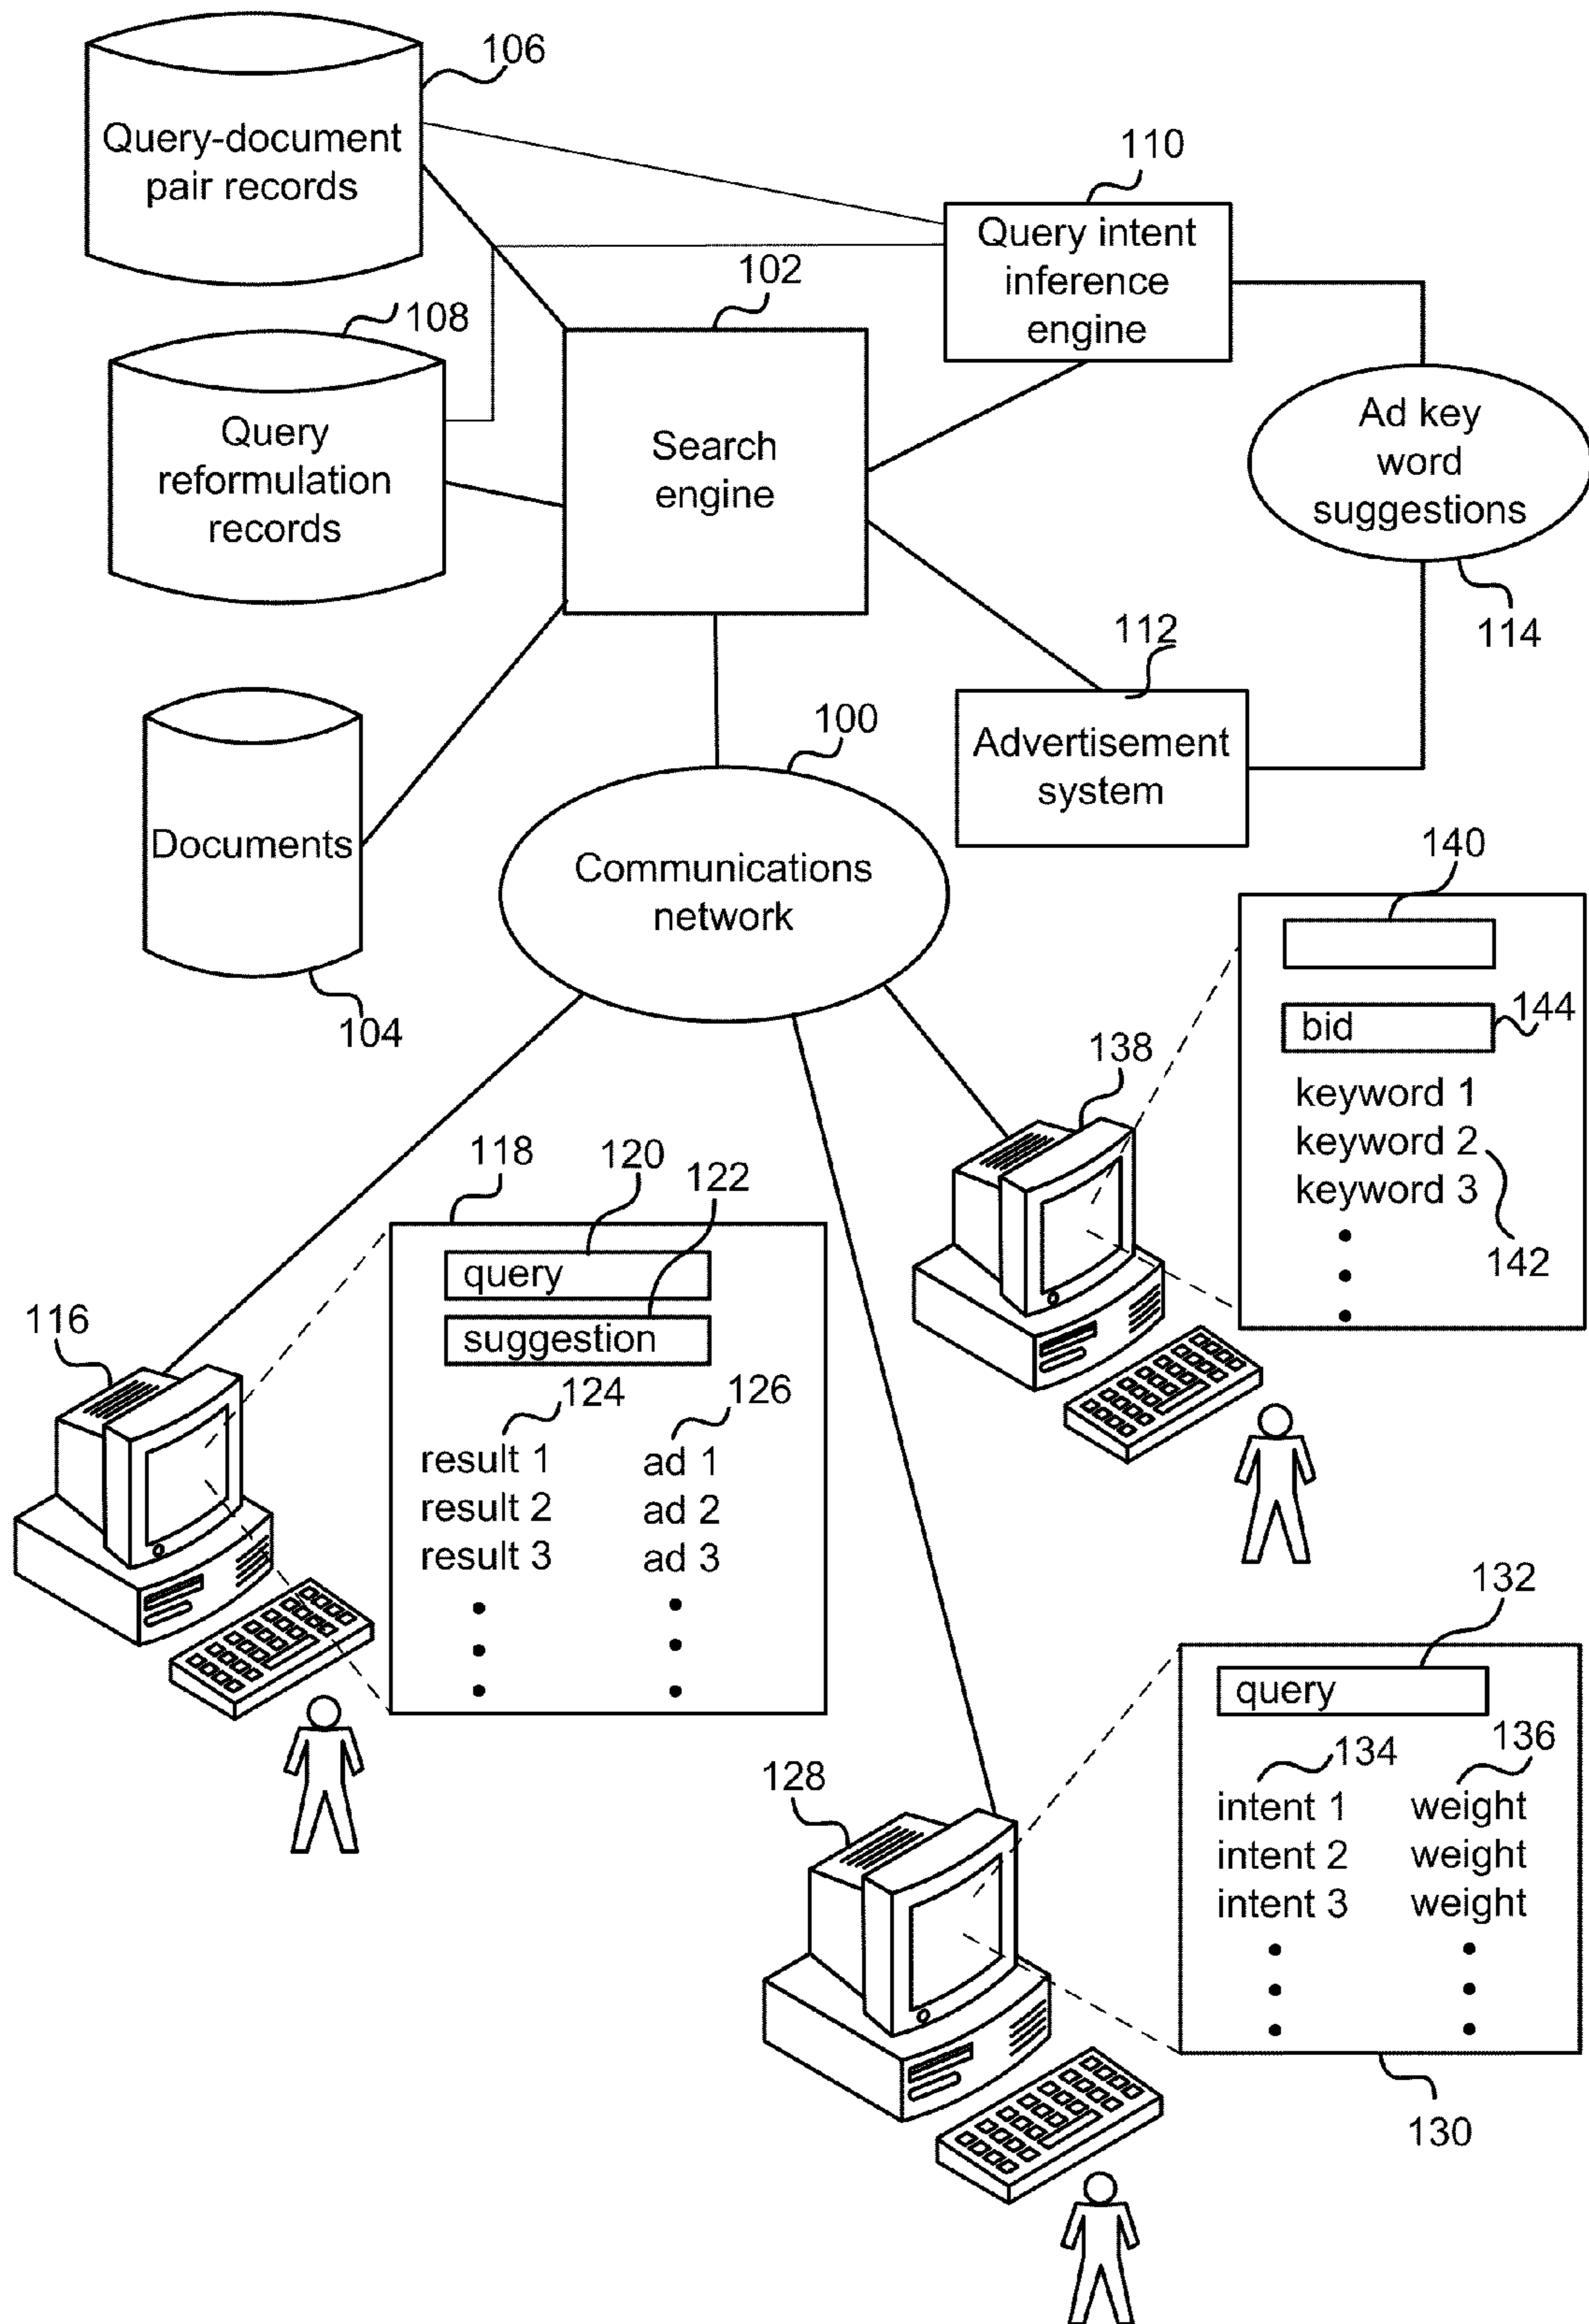 106
Query-document
pair records
110
Query intent
inference
engine
102
108
Query
reformulation
records
Search
engine
Ad key
word
suggestions
114
112
Advertisement
system
100
Communications
network
Documents
104
140
bid
144
keyword 1
keyword 2
keyword 3
142
138
118
120
122
query
suggestion
116
124
126
result 1
ad 1
result 2
ad 2
result 3
ad 3
132
query
134
136
intent 1
weight
intent 2
weight
intent 3
weight
128
130